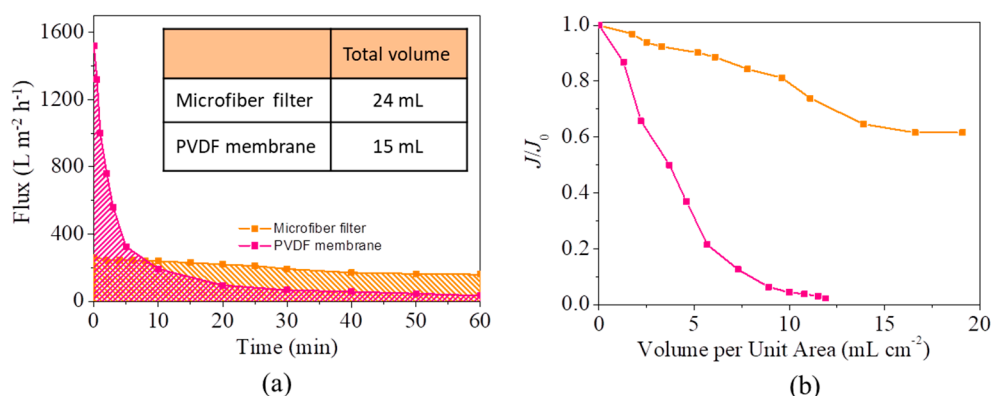 1600
1200
800
400
0
Flux (L m⁻² h⁻¹)
Total volume
Microfiber filter 24 mL
PVDF membrane 15 mL
Microfiber filter
PVDF membrane
0 10 20 30 40 50 60
Time (min)
(a)
1.0
0.8
0.6
0.4
0.2
0.0
J/J₀
0 5 10 15 20
Volume per Unit Area (mL cm⁻²)
(b)